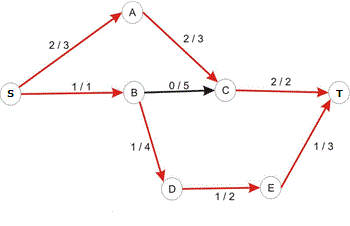 A
2 / 3
2 / 3
S
1 / 1
B
0 / 5
C
2 / 2
T
1 / 4
1 / 3
D
1 / 2
E